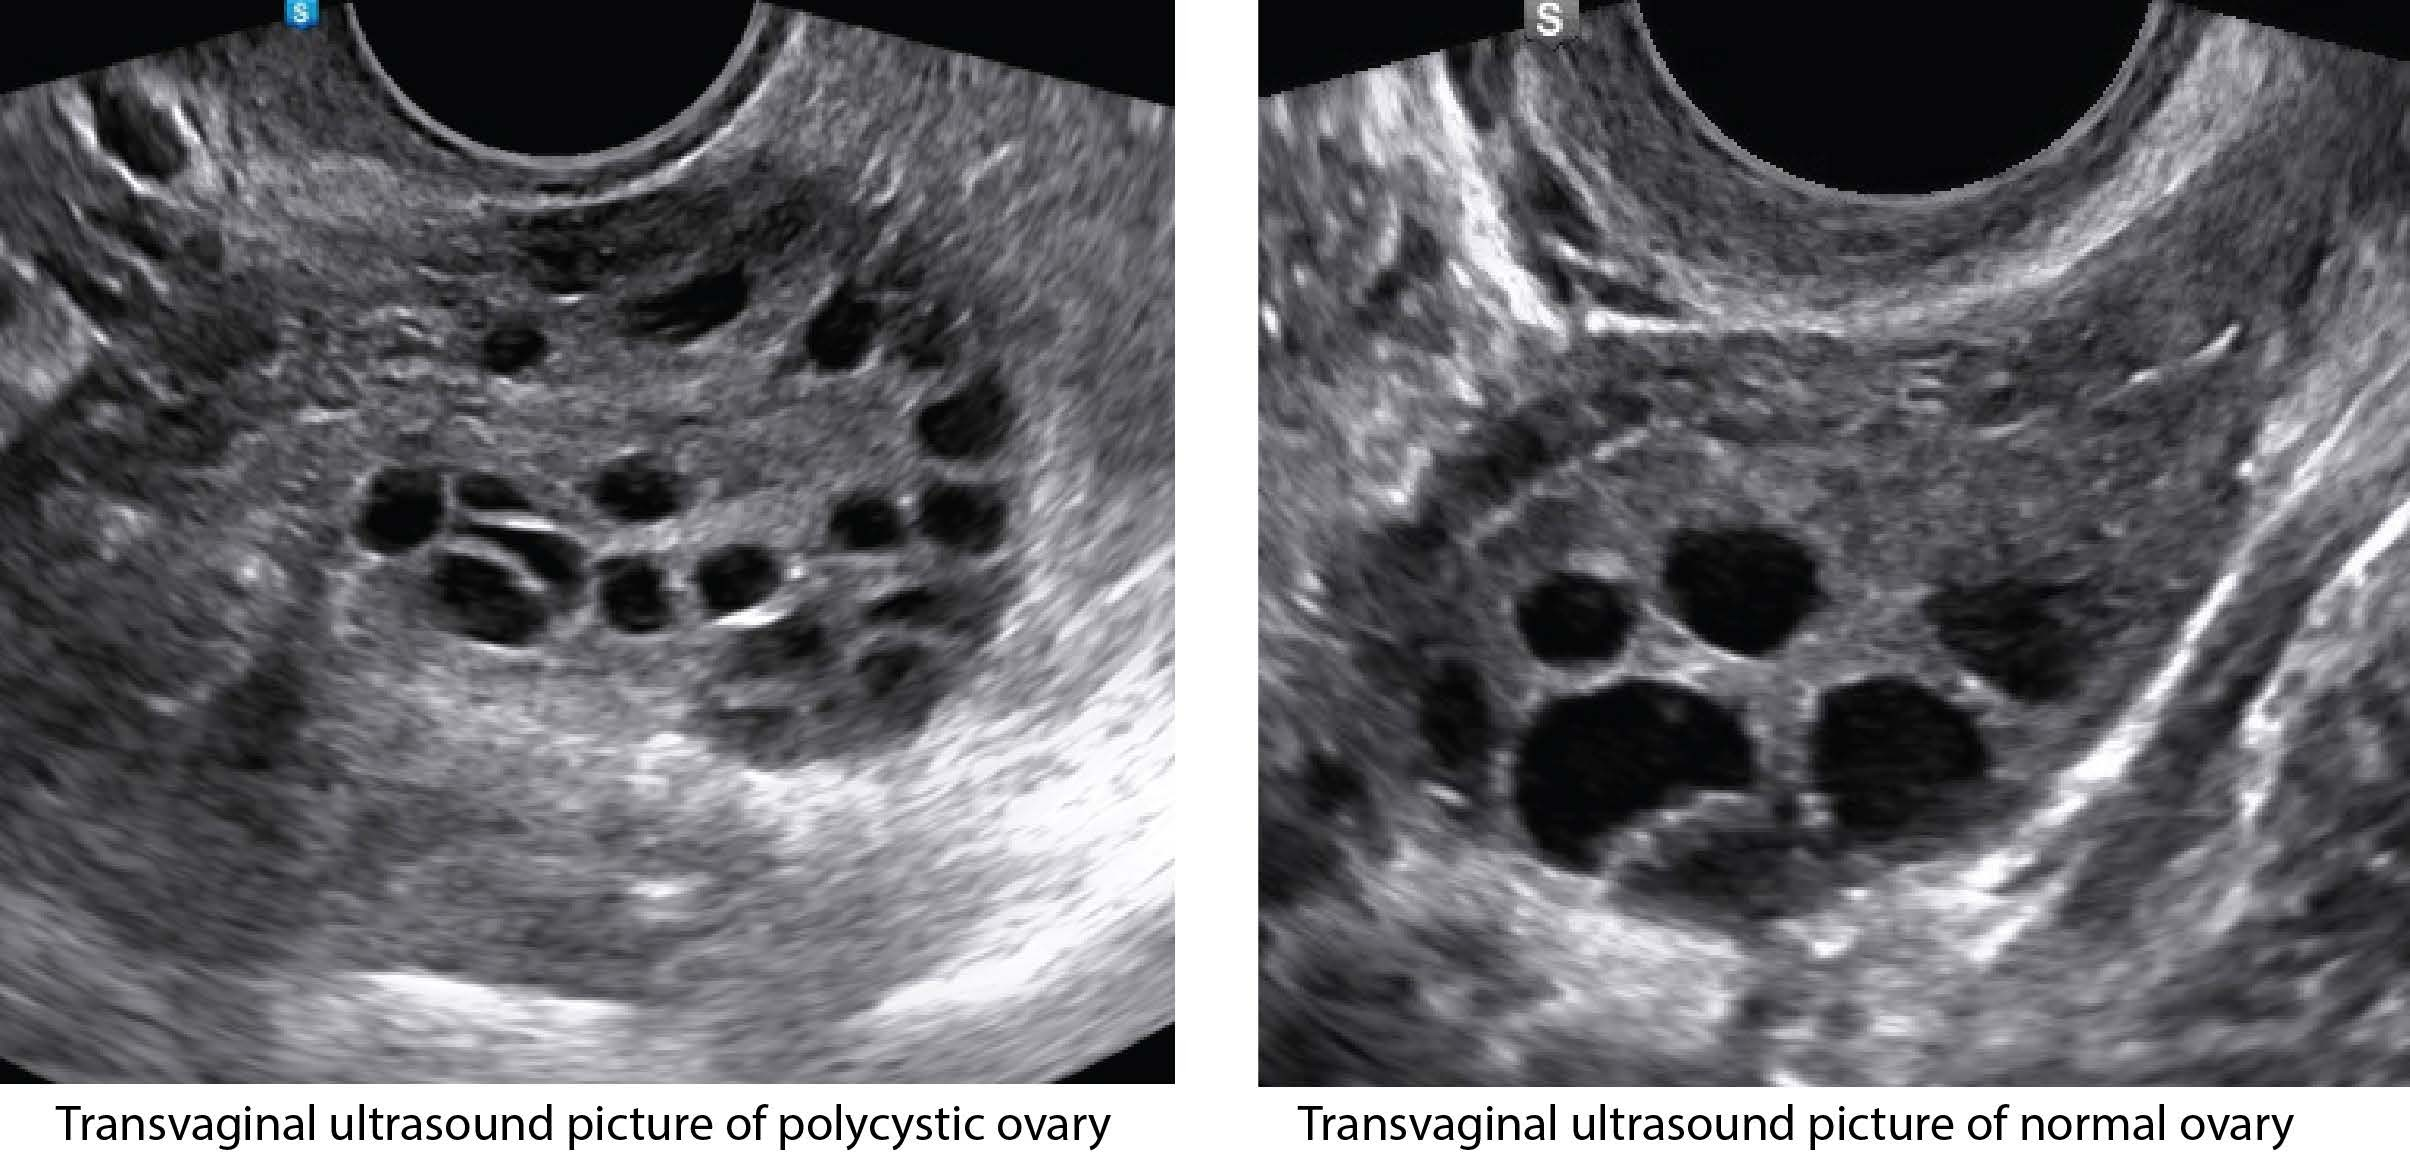 S
S
Transvaginal ultrasound picture of polycystic ovary
Transvaginal ultrasound picture of normal ovary